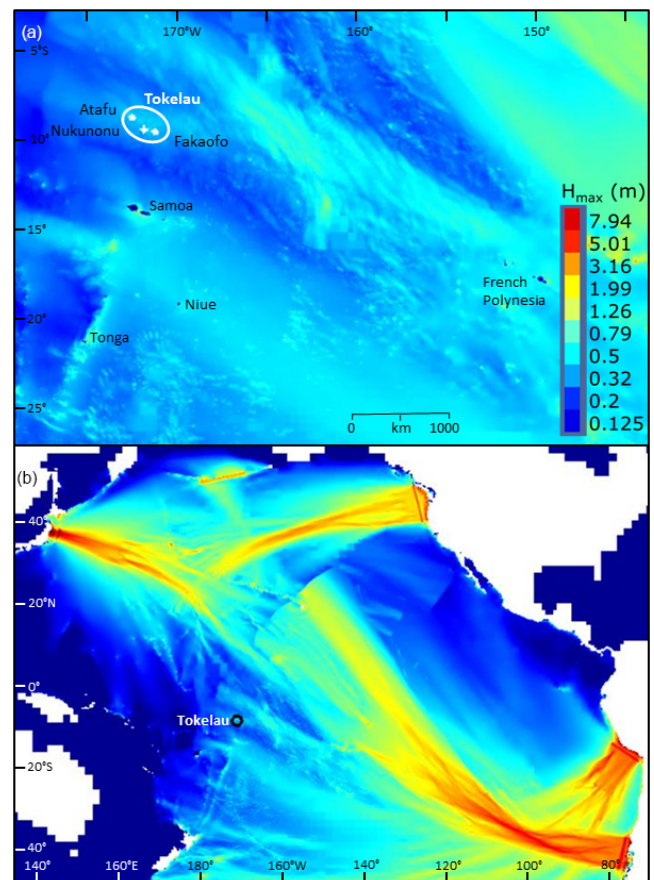 (a)
170°W
160°
150°
5°S
10°
15°
20°
25°
Tokelau
Atafu
Nukunonu
Fakaofo
Samoa
Niue
Tonga
French
Polynesia
Hmax (m)
7.94
5.01
3.16
1.99
1.26
0.79
0.5
0.32
0.2
0.125
0 km 1000
(b)
40°
20°N
0°
20°S
40°
Tokelau
140° 160°E 180° 160°W 140° 120° 100° 80°